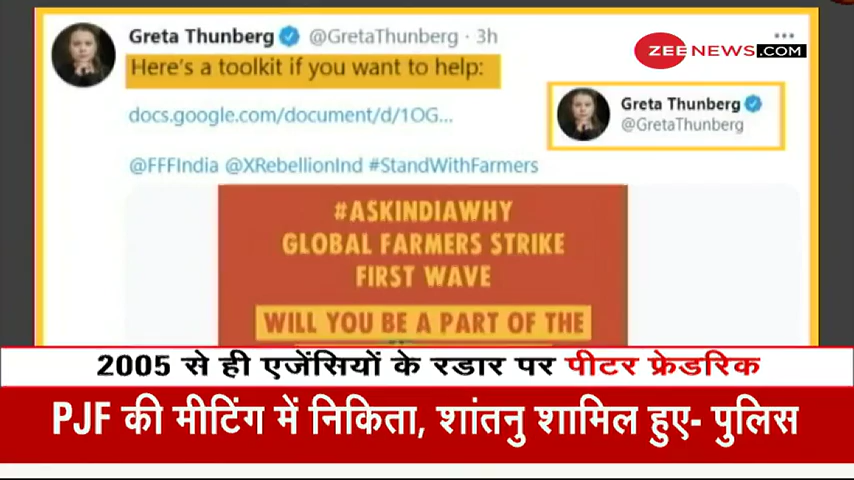 Greta Thunberg @GretaThunberg · 3h
ZEENEWS.COM
Here's a toolkit if you want to help:
Greta Thunberg
@GretaThunberg
docs.google.com/document/d/1OG...
@FFFIndia @XRebellionInd #StandWithFarmers
#ASKINDIAWHY
GLOBAL FARMERS STRIKE
FIRST WAVE
WILL YOU BE A PART OF THE
2005 से ही एजेंसियों के रडार पर पीटर फ्रेडरिक
PJF की मीटिंग में निकिता, शांतनु शामिल हुए- पुलिस